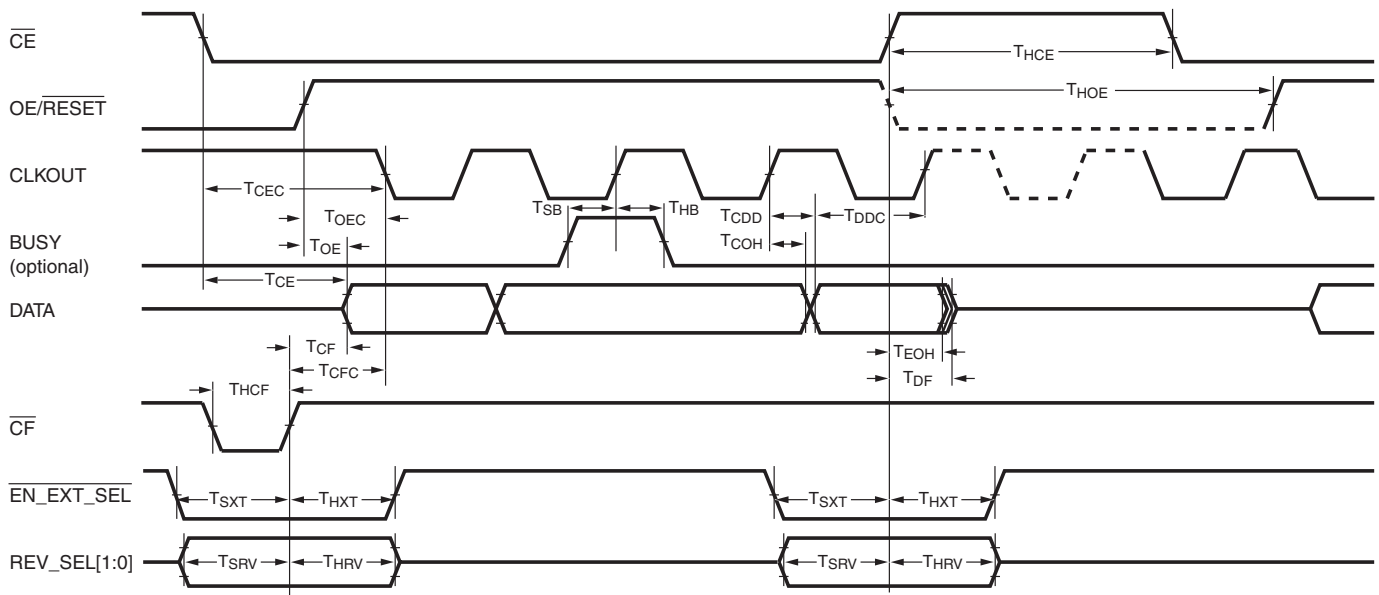 CE
THCE
OE/RESET
THOE
CLKOUT
TCEC
TOEC
TSB
THB
TCDD
TDDC
BUSY
(optional)
TOE
TCOH
TCE
DATA
TCF
TEOH
TCFC
TDF
THCF
CF
EN_EXT_SEL
TSXT
THXT
TSXT
THXT
REV_SEL[1:0]
TSRV
THRV
TSRV
THRV